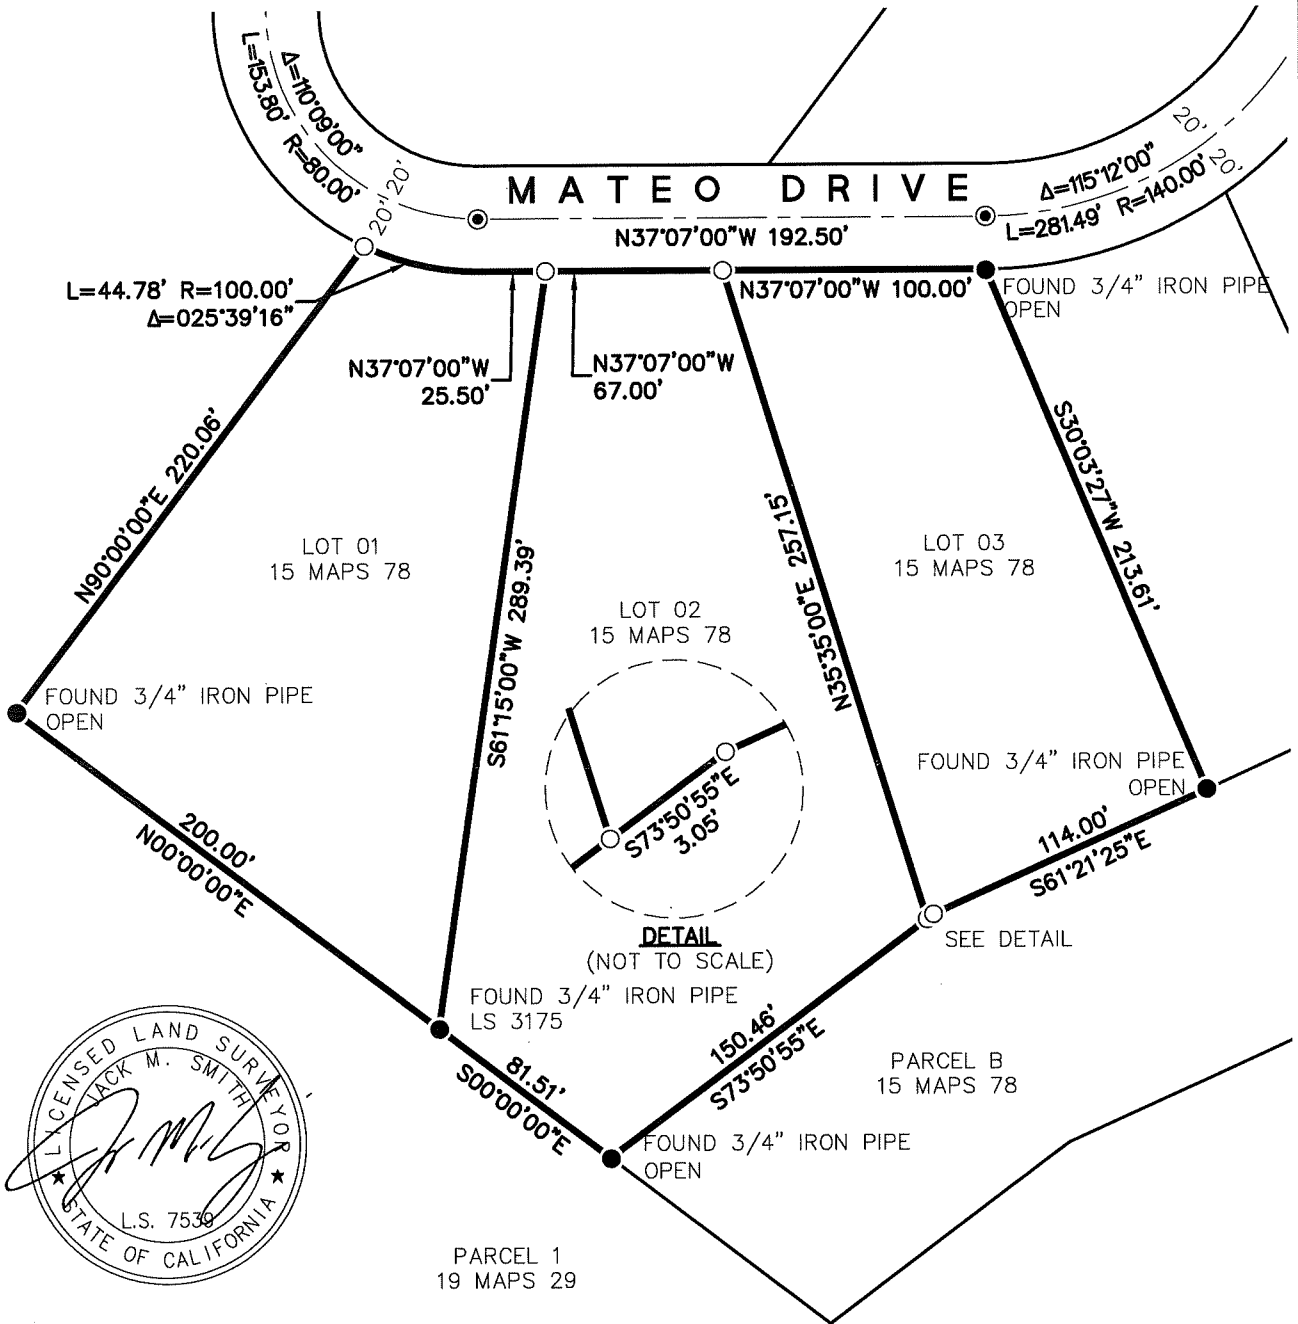 Δ=110°09'00"
L=153.80' R=80.00'
20' 20'
MATEO DRIVE
N37°07'00"W 192.50'
Δ=115°12'00"
L=281.49' R=140.00'
20'
20'
L=44.78' R=100.00'
Δ=025°39'16"
N37°07'00"W
25.50'
N37°07'00"W
67.00'
N37°07'00"W 100.00'
FOUND 3/4" IRON PIPE
OPEN
N90°00'00"E 220.06'
LOT 01
15 MAPS 78
S61°15'00"W 289.39'
LOT 02
15 MAPS 78
N35°35'00"E 257.15'
LOT 03
15 MAPS 78
S30°03'27"W 213.61'
FOUND 3/4" IRON PIPE
OPEN
S73°50'55"E
3.05'
DETAIL
(NOT TO SCALE)
FOUND 3/4" IRON PIPE
OPEN
114.00'
S61°21'25"E
SEE DETAIL
200.00'
N00°00'00"E
FOUND 3/4" IRON PIPE
LS 3175
81.51'
S00°00'00"E
150.46'
S73°50'55"E
PARCEL B
15 MAPS 78
FOUND 3/4" IRON PIPE
OPEN
LICENSED LAND SURVEYOR
JACK M. SMITH
L.S. 7539
STATE OF CALIFORNIA
PARCEL 1
19 MAPS 29